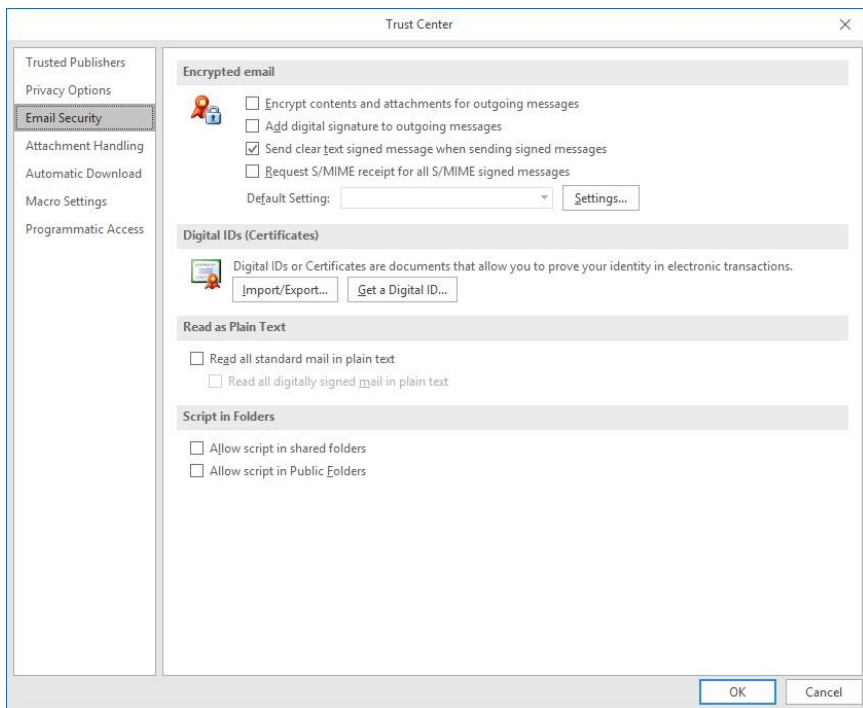 Trust Center
Trusted Publishers
Privacy Options
Email Security
Attachment Handling
Automatic Download
Macro Settings
Programmatic Access
Encrypted email
Encrypt contents and attachments for outgoing messages
Add digital signature to outgoing messages
Send clear text signed message when sending signed messages
Request S/MIME receipt for all S/MIME signed messages
Default Setting:
Settings...
Digital IDs (Certificates)
Digital IDs or Certificates are documents that allow you to prove your identity in electronic transactions.
Import/Export...
Get a Digital ID...
Read as Plain Text
Read all standard mail in plain text
Read all digitally signed mail in plain text
Script in Folders
Allow script in shared folders
Allow script in Public Folders
OK
Cancel